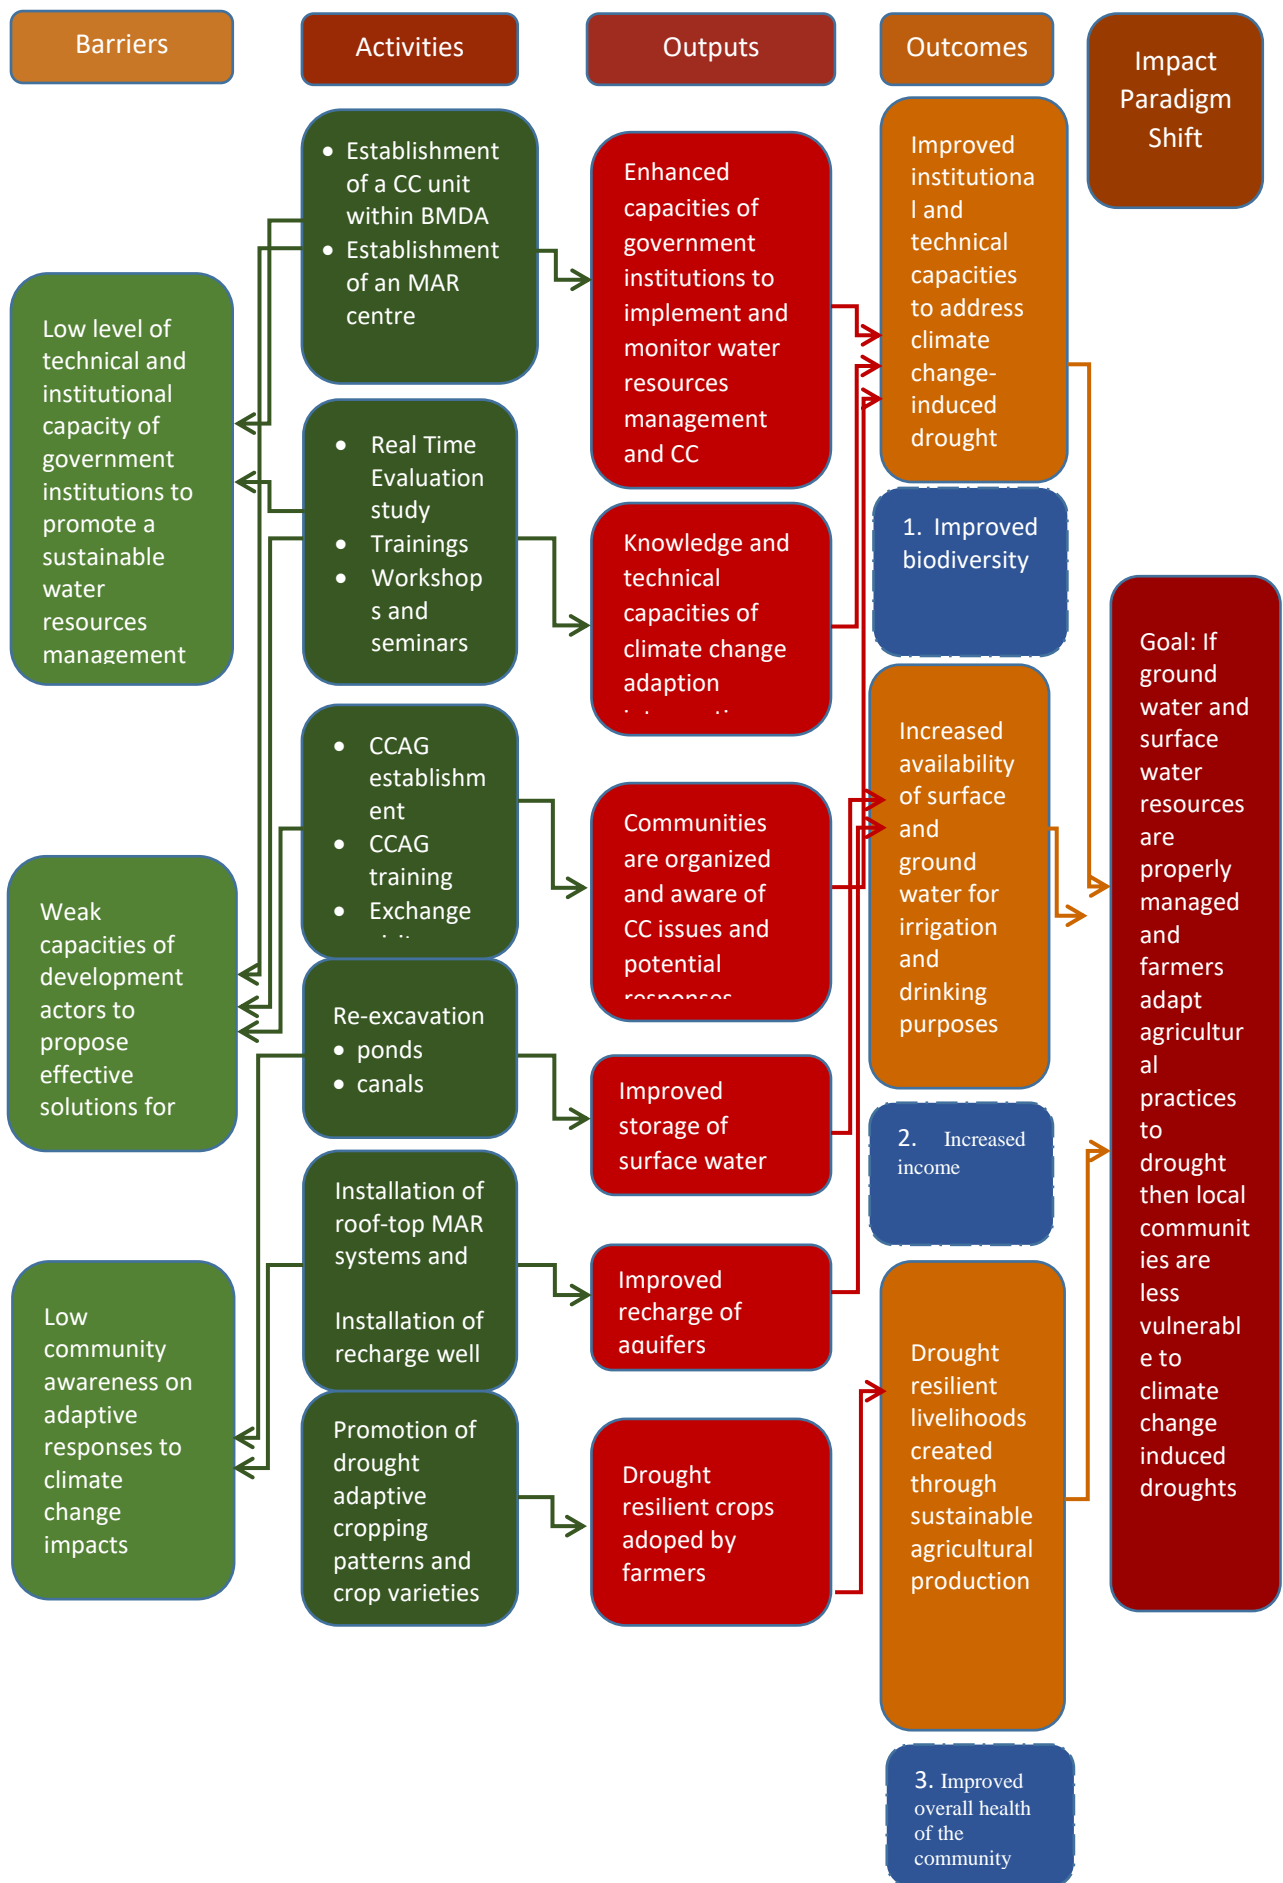 Barriers
Activities
Outputs
Outcomes
Impact
Paradigm
Shift
Low level of
technical and
institutional
capacity of
government
institutions to
promote a
sustainable
water
resources
management
Weak
capacities of
development
actors to
propose
effective
solutions for
Low
community
awareness on
adaptive
responses to
climate
change
impacts
• Establishment
of a CC unit
within BMDA
• Establishment
of an MAR
centre
• Real Time
Evaluation
study
• Trainings
• Workshop
s and
seminars
• CCAG
establishm
ent
• CCAG
training
• Exchange
Re-excavation
• ponds
• canals
Installation of
roof-top MAR
systems and
Installation of
recharge well
Promotion of
drought
adaptive
cropping
patterns and
crop varieties
Enhanced
capacities of
government
institutions to
implement and
monitor water
resources
management
and CC
Knowledge and
technical
capacities of
climate change
adaption
Communities
are organized
and aware of
CC issues and
potential
responses
Improved
storage of
surface water
Improved
recharge of
aquifers
Drought
resilient crops
adoped by
farmers
Improved
institutiona
l and
technical
capacities
to address
climate
change-
induced
drought
1. Improved
biodiversity
Increased
availability
of surface
and
ground
water for
irrigation
and
drinking
purposes
2. Increased
income
Drought
resilient
livelihoods
created
through
sustainable
agricultural
production
3. Improved
overall health
of the
community
Goal: If
ground
water and
surface
water
resources
are
properly
managed
and
farmers
adapt
agricultur
al
practices
to
drought
then local
communit
ies are
less
vulnerabl
e to
climate
change
induced
droughts